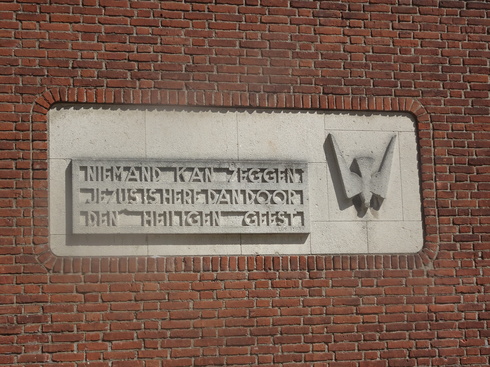 NIEMAND KAN ZEGGEN
JEZUS IS HERE DAN DOOR
DEN HEILIGEN GEEST